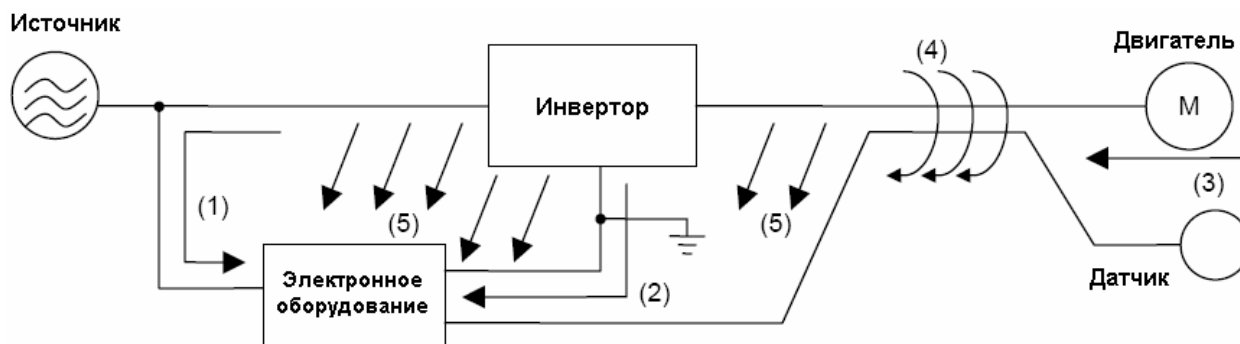 Источник
Инвертор
(4)
Двигатель
М
(1)
(5)
(5)
(3)
Электронное
оборудование
(2)
Датчик